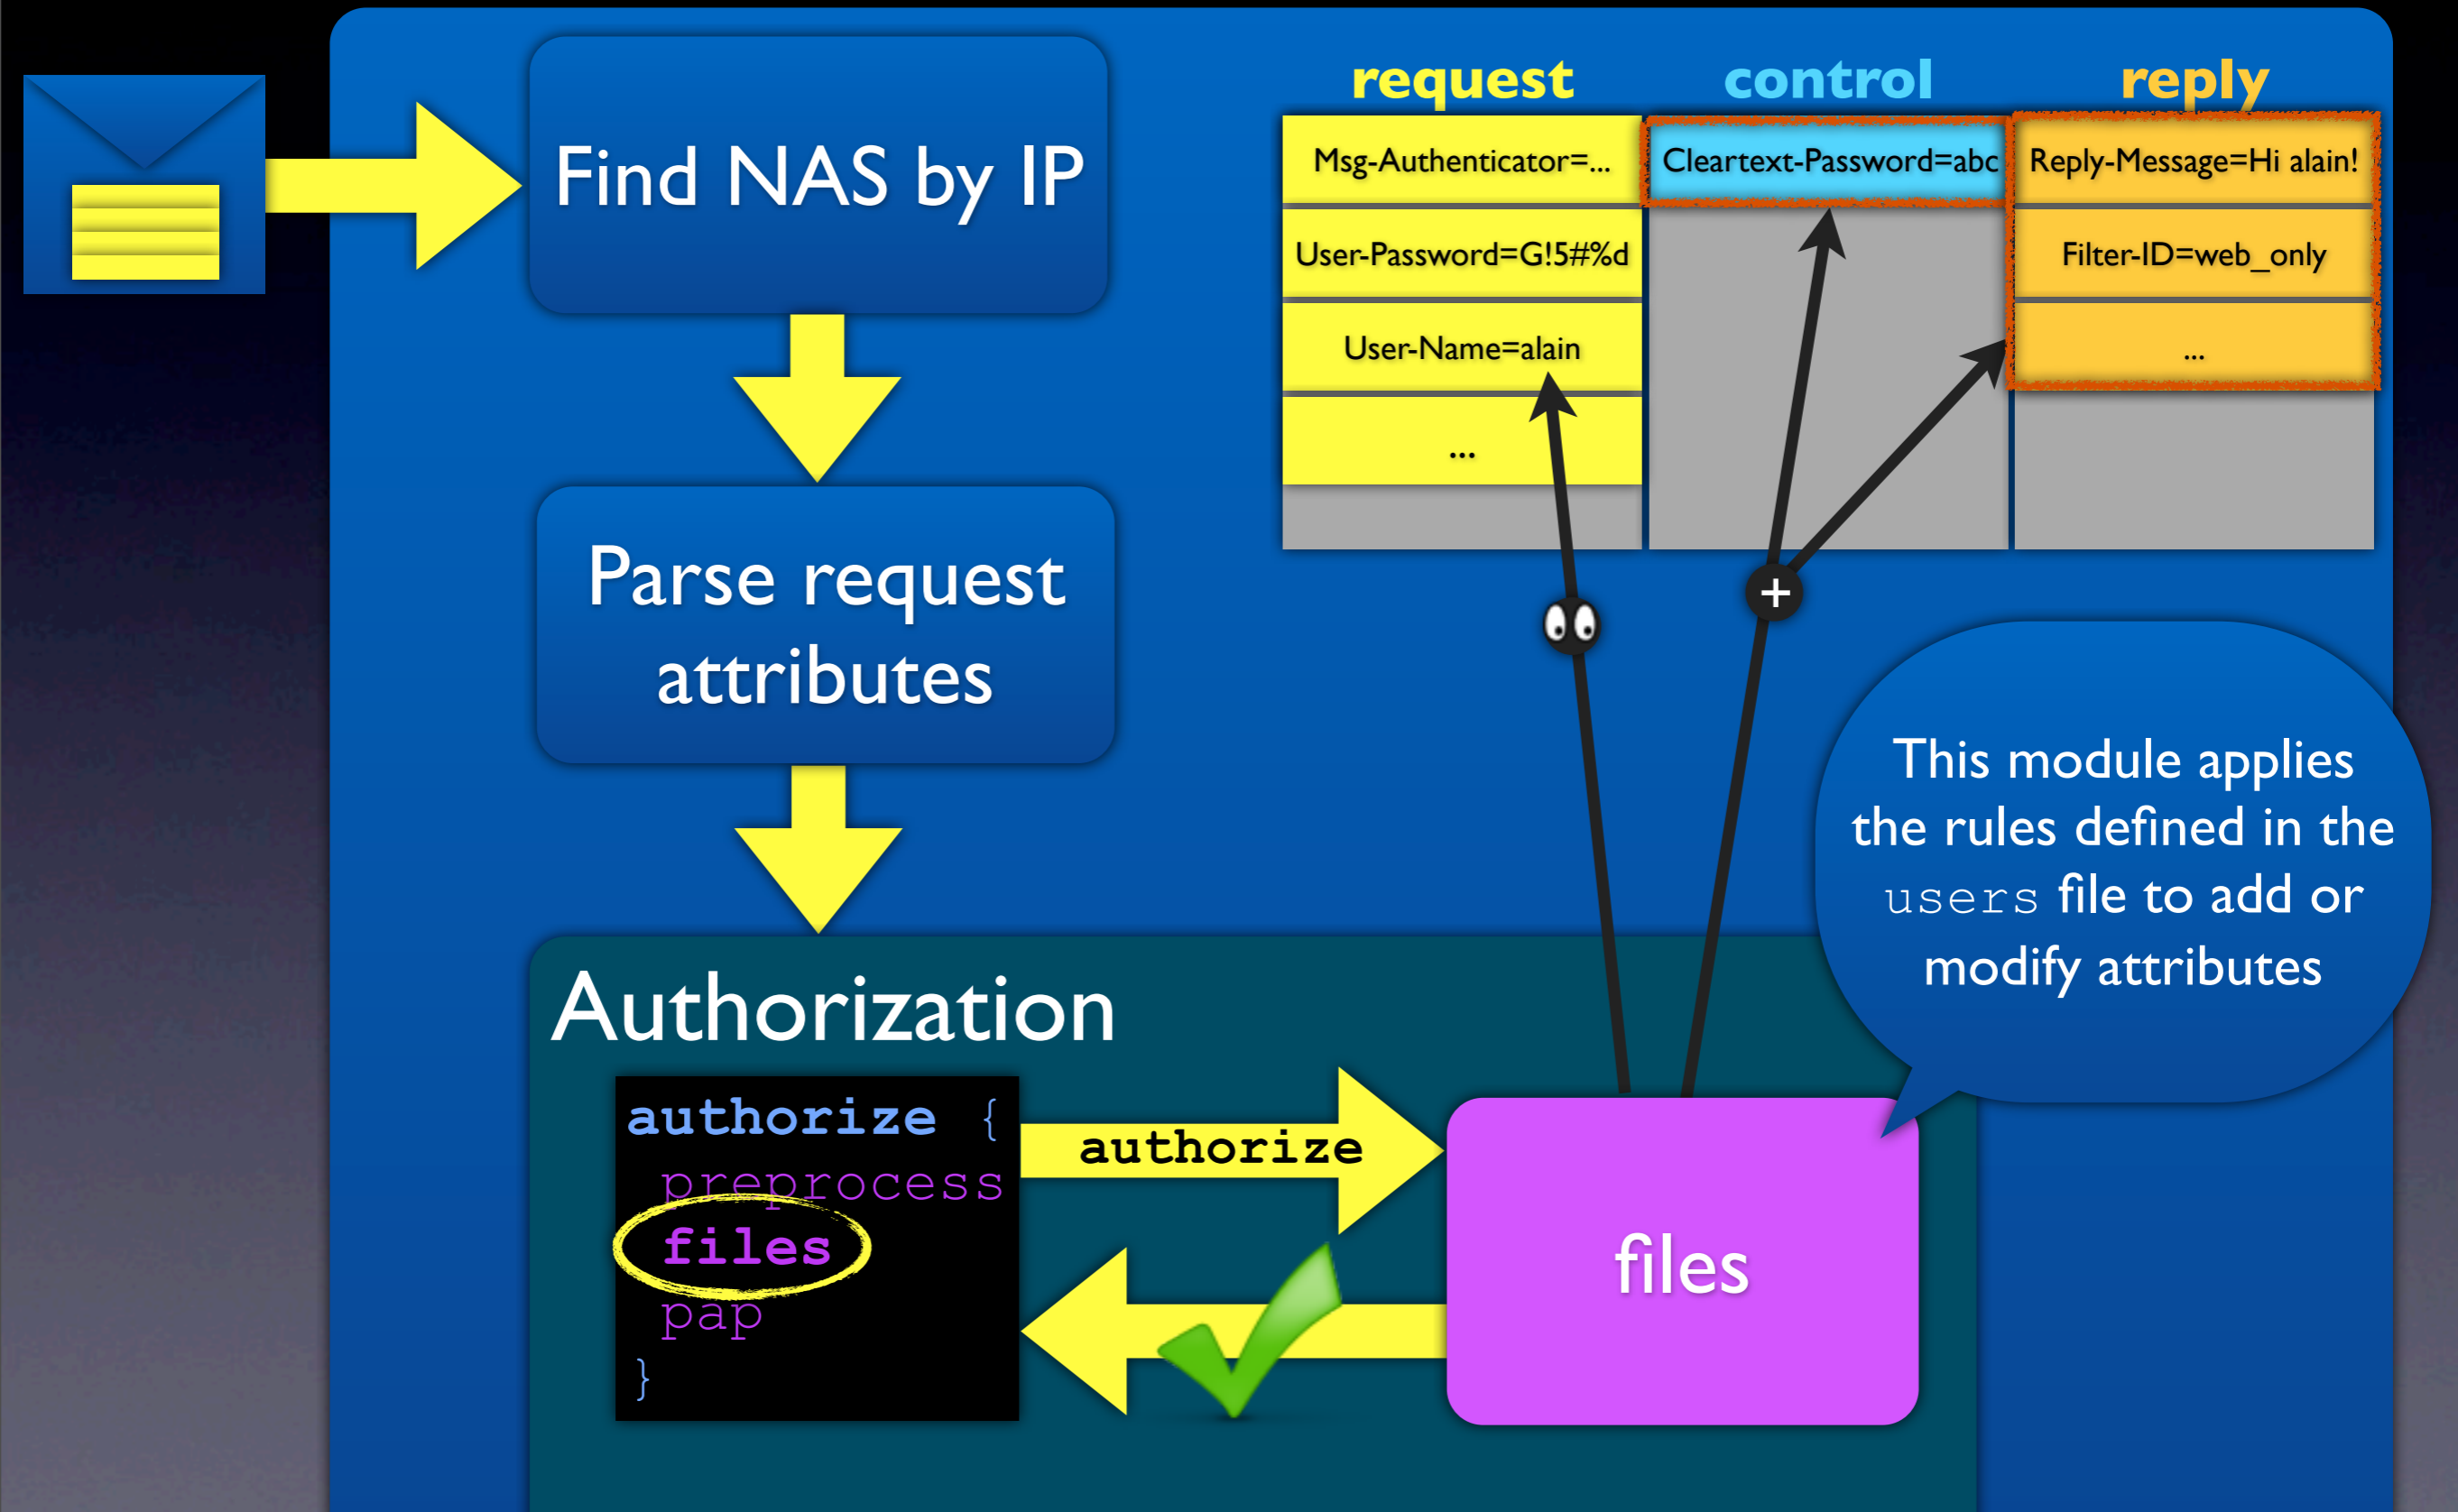 Find NAS by IP
request control reply
Msg-Authenticator=... Cleartext-Password=abc Reply-Message=Hi alain!
User-Password=G!5#%d Filter-ID=web_only
User-Name=alain ...
...
Parse request
attributes
+
This module applies
the rules defined in the
users file to add or
modify attributes
Authorization
authorize {
preprocess
files
pap
}
authorize
files